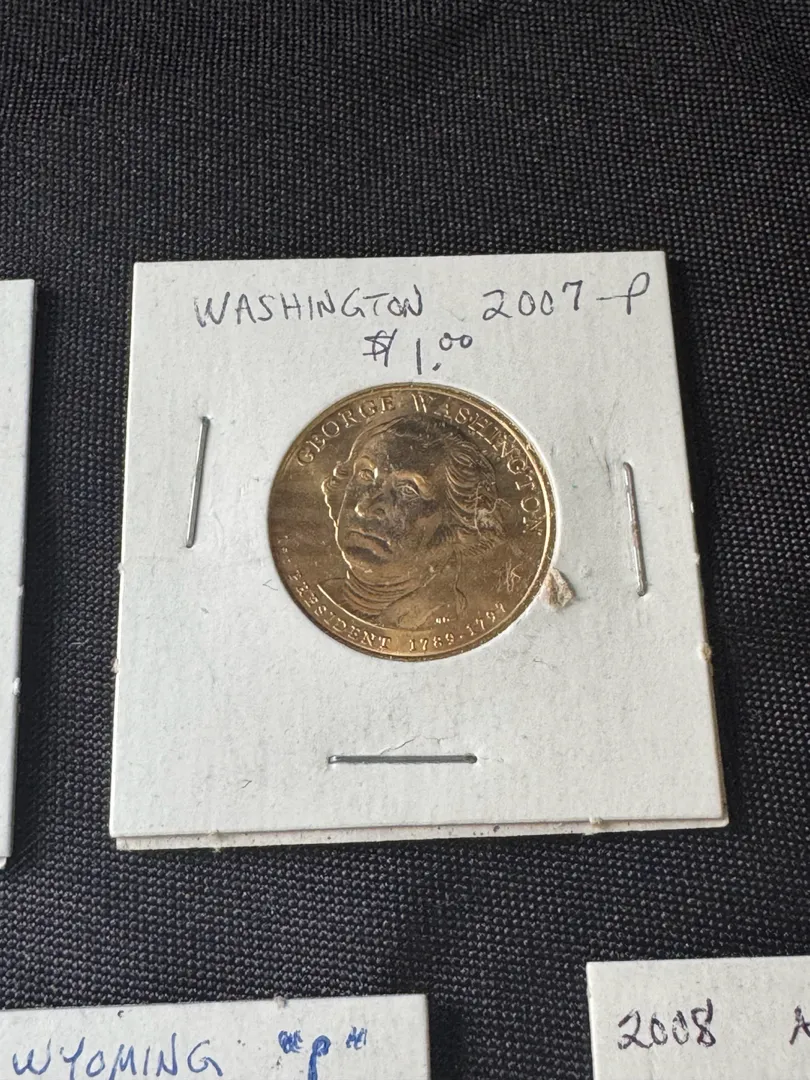 WASHINGTON 2007-P
$1.00
GEORGE WASHINGTON
PRESIDENT 1789-1797
WYOMING "P"
2008